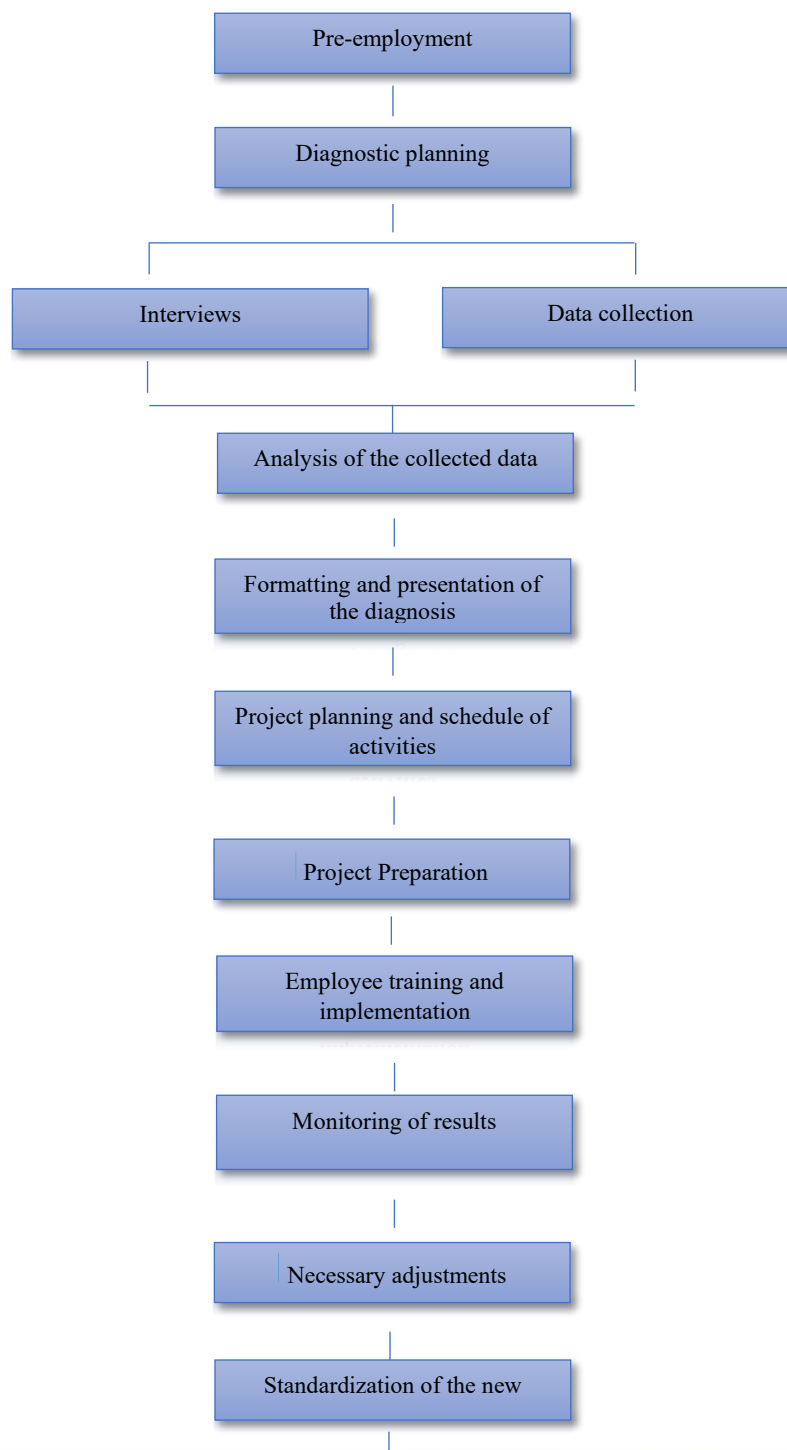 Pre-employment
Diagnostic planning
Interviews
Data collection
Analysis of the collected data
Formatting and presentation of
the diagnosis
Project planning and schedule of
activities
Project Preparation
Employee training and
implementation
Monitoring of results
Necessary adjustments
Standardization of the new